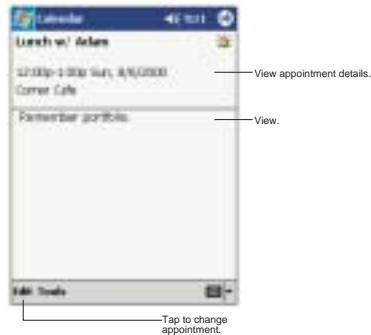 Calendar
Lunch w/ Adam
12:00p-1:00p Sun, 8/6/2000
Corner Cafe
View appointment details.
Remember portfolio.
View.
Edit Tools
Tap to change
appointment.